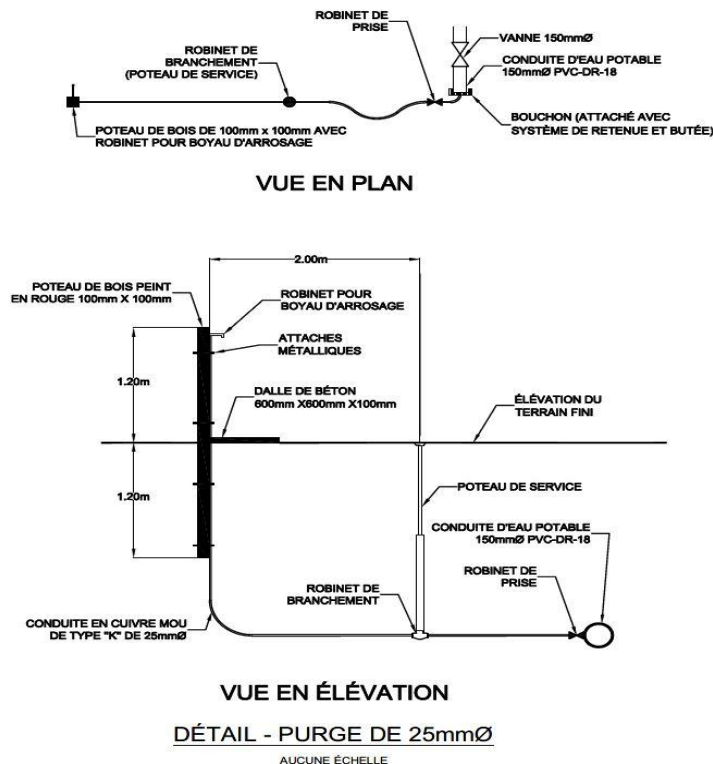 ROBINET DE
PRISE
VANNE 150mmØ
ROBINET DE
BRANCHEMENT
(POTEAU DE SERVICE)
CONDUITE D'EAU POTABLE
150mmØ PVC-DR-18
BOUCHON (ATTACHÉ AVEC
SYSTÈME DE RETENUE ET BUTÉE)
POTEAU DE BOIS DE 100mm x 100mm AVEC
ROBINET POUR BOYAU D'ARROSAGE
VUE EN PLAN
2.00m
POTEAU DE BOIS PEINT
EN ROUGE 100mm X 100mm
ROBINET POUR
BOYAU D'ARROSAGE
ATTACHES
MÉTALLIQUES
1.20m
DALLE DE BÉTON
600mm X600mm X100mm
ÉLÉVATION DU
TERRAIN FINI
1.20m
POTEAU DE SERVICE
CONDUITE D'EAU POTABLE
150mmØ PVC-DR-18
ROBINET DE
PRISE
ROBINET DE
BRANCHEMENT
CONDUITE EN CUIVRE MOU
DE TYPE "K" DE 25mmØ
VUE EN ÉLÉVATION
DÉTAIL - PURGE DE 25mmØ
AUCUNE ÉCHELLE